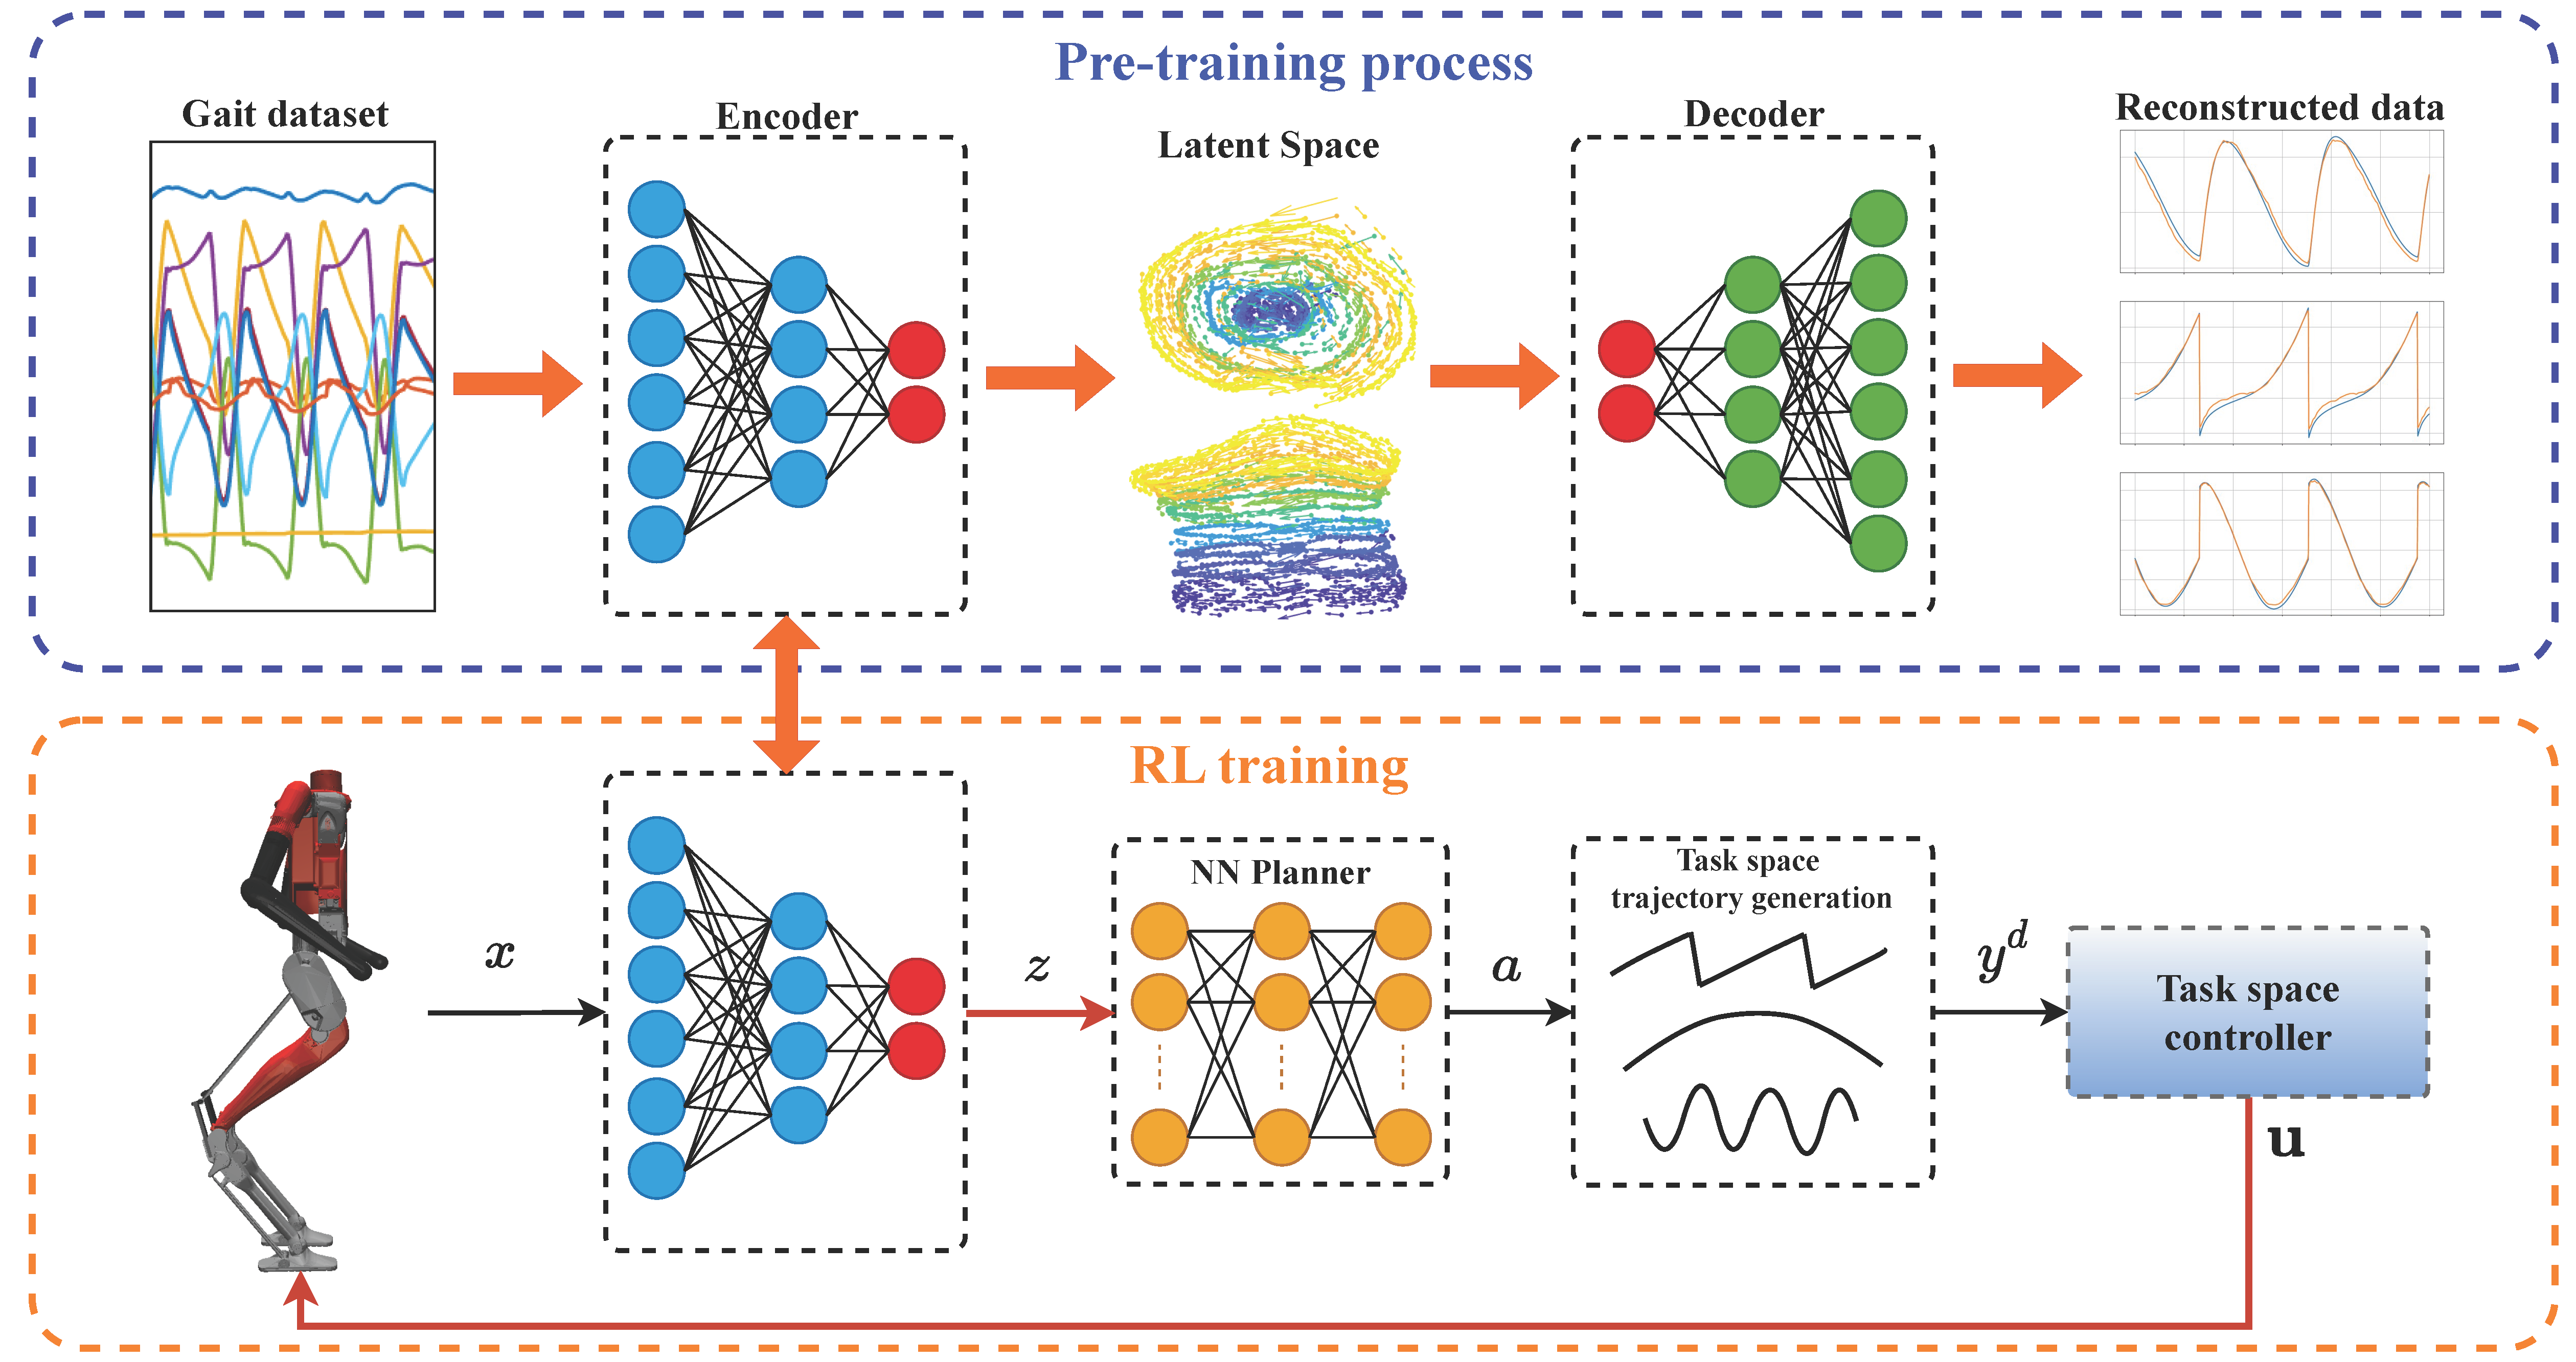 Pre-training process
Gait dataset
Encoder
Latent Space
Decoder
Reconstructed data
RL training
x
z
NN Planner
a
Task space
trajectory generation
y^d
Task space
controller
u